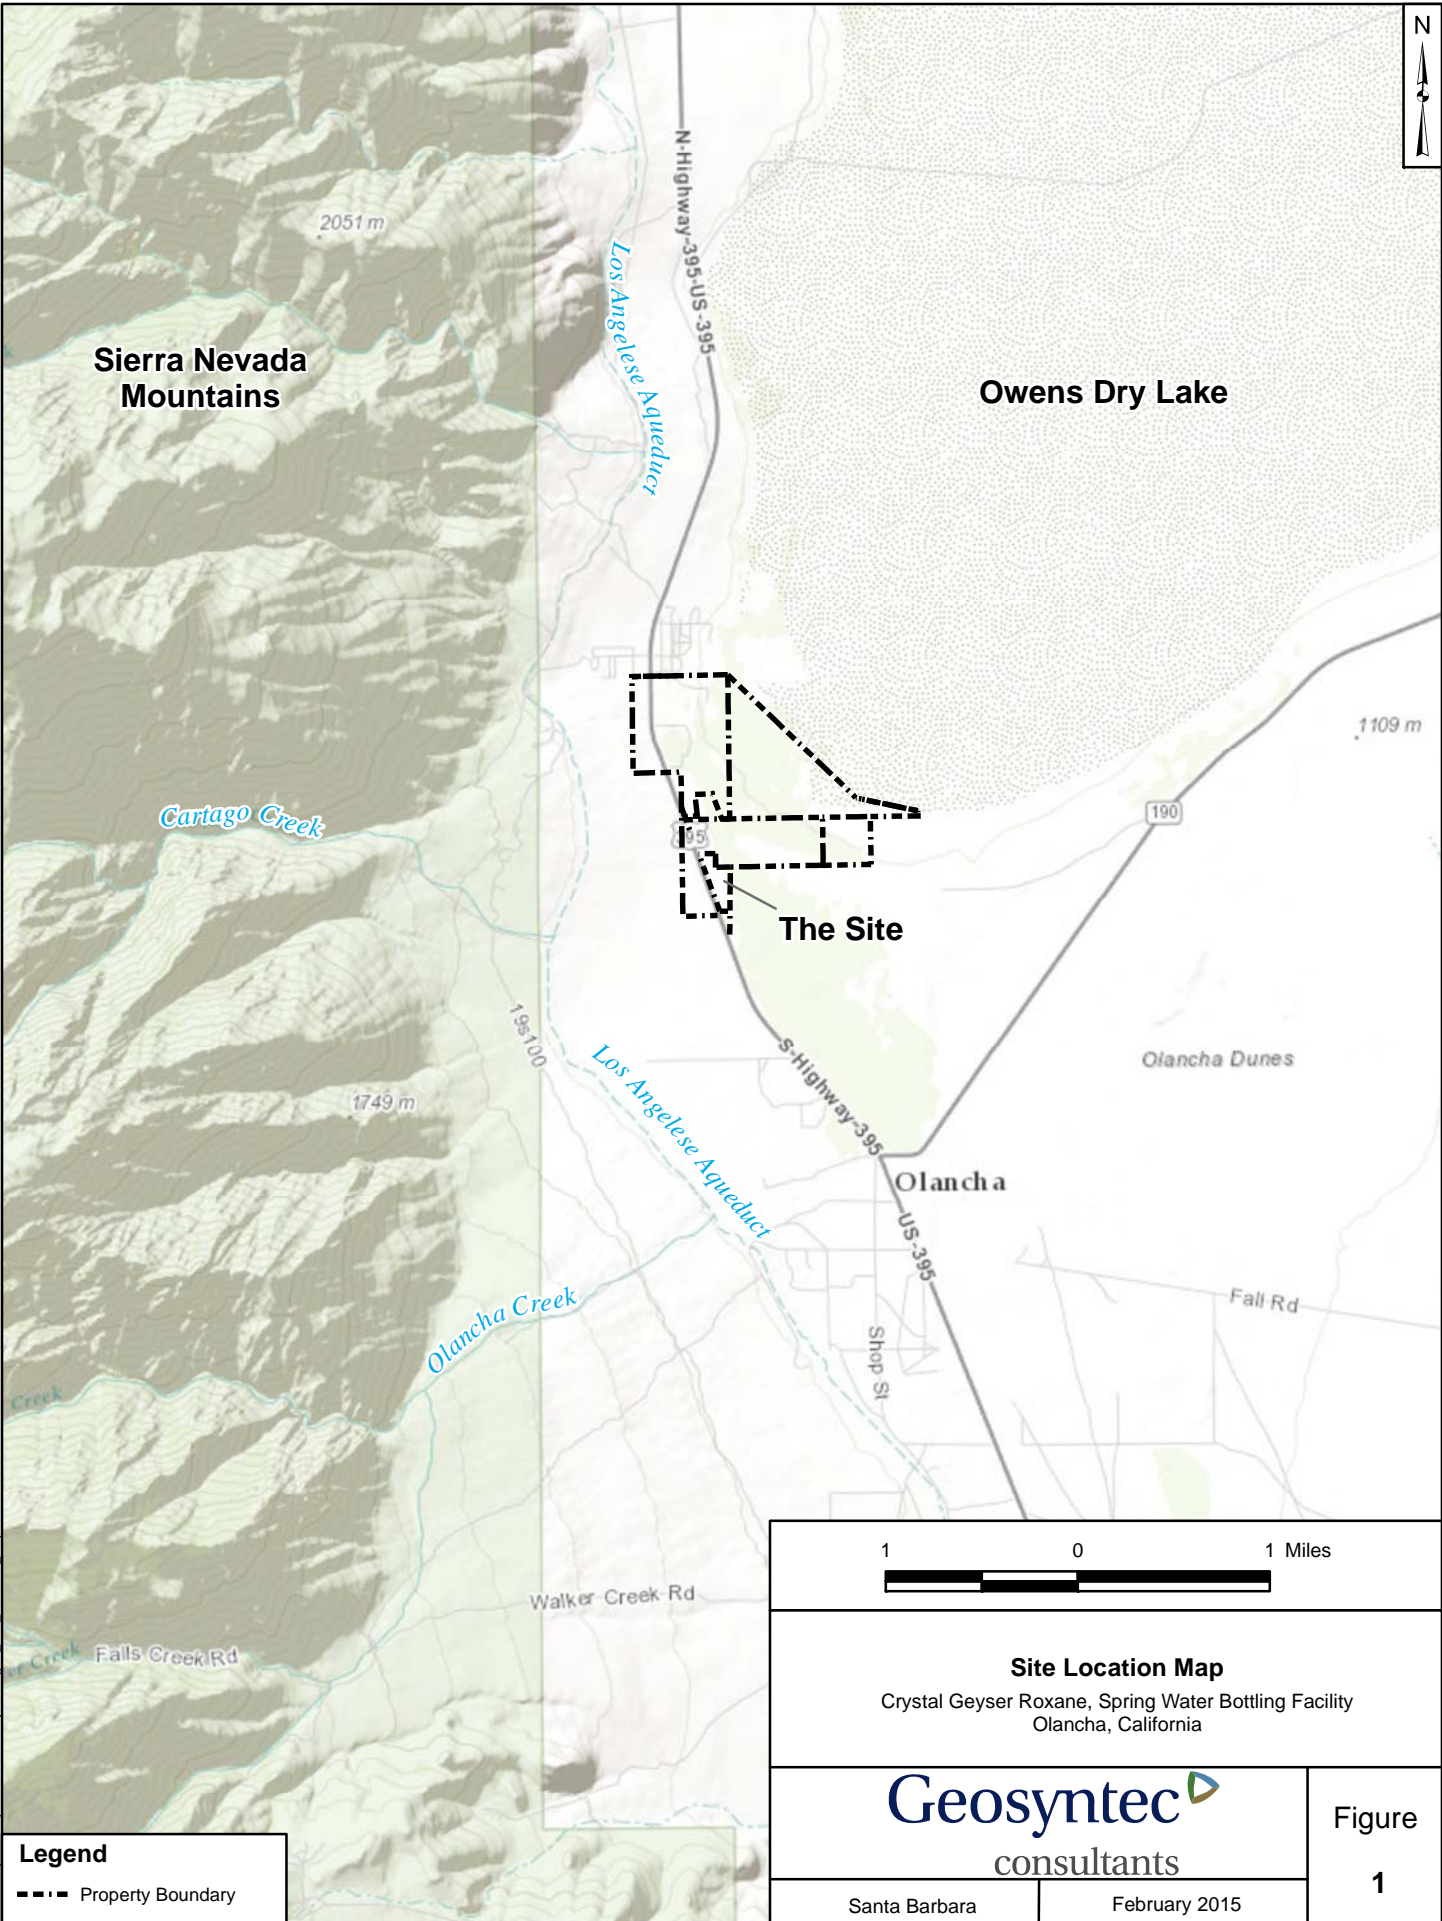 N
N-Highway-395-US-395
2051 m
Los Angelese Aqueduct
Sierra Nevada
Mountains
Owens Dry Lake
1109 m
Cartago Creek
190
395
The Site
19s100
S-Highway-395
Los Angelese Aqueduct
Olancha Dunes
1749 m
Olancha
US-395
Olancha Creek
Fall Rd
Shop St
Creek
Walker Creek Rd
Falls Creek Rd
er Creek
1 0 1 Miles
Site Location Map
Crystal Geyser Roxane, Spring Water Bottling Facility
Olancha, California
Geosyntec
consultants
Figure
1
Santa Barbara
February 2015
Legend
Property Boundary